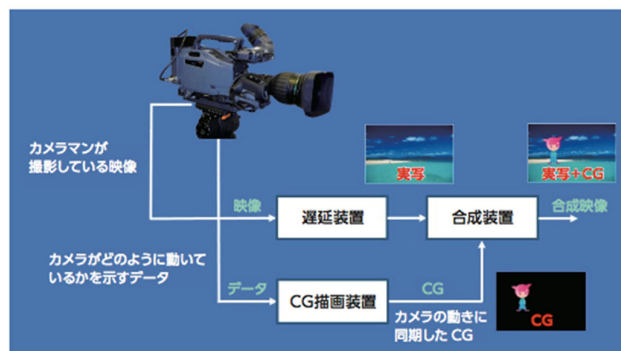 カメラマンが
撮影している映像
実写
実写+CG
映像
遅延装置
合成装置
合成映像
カメラがどのように動いて
いるかを示すデータ
データ
CG描画装置
CG
カメラの動きに
同期した CG
CG